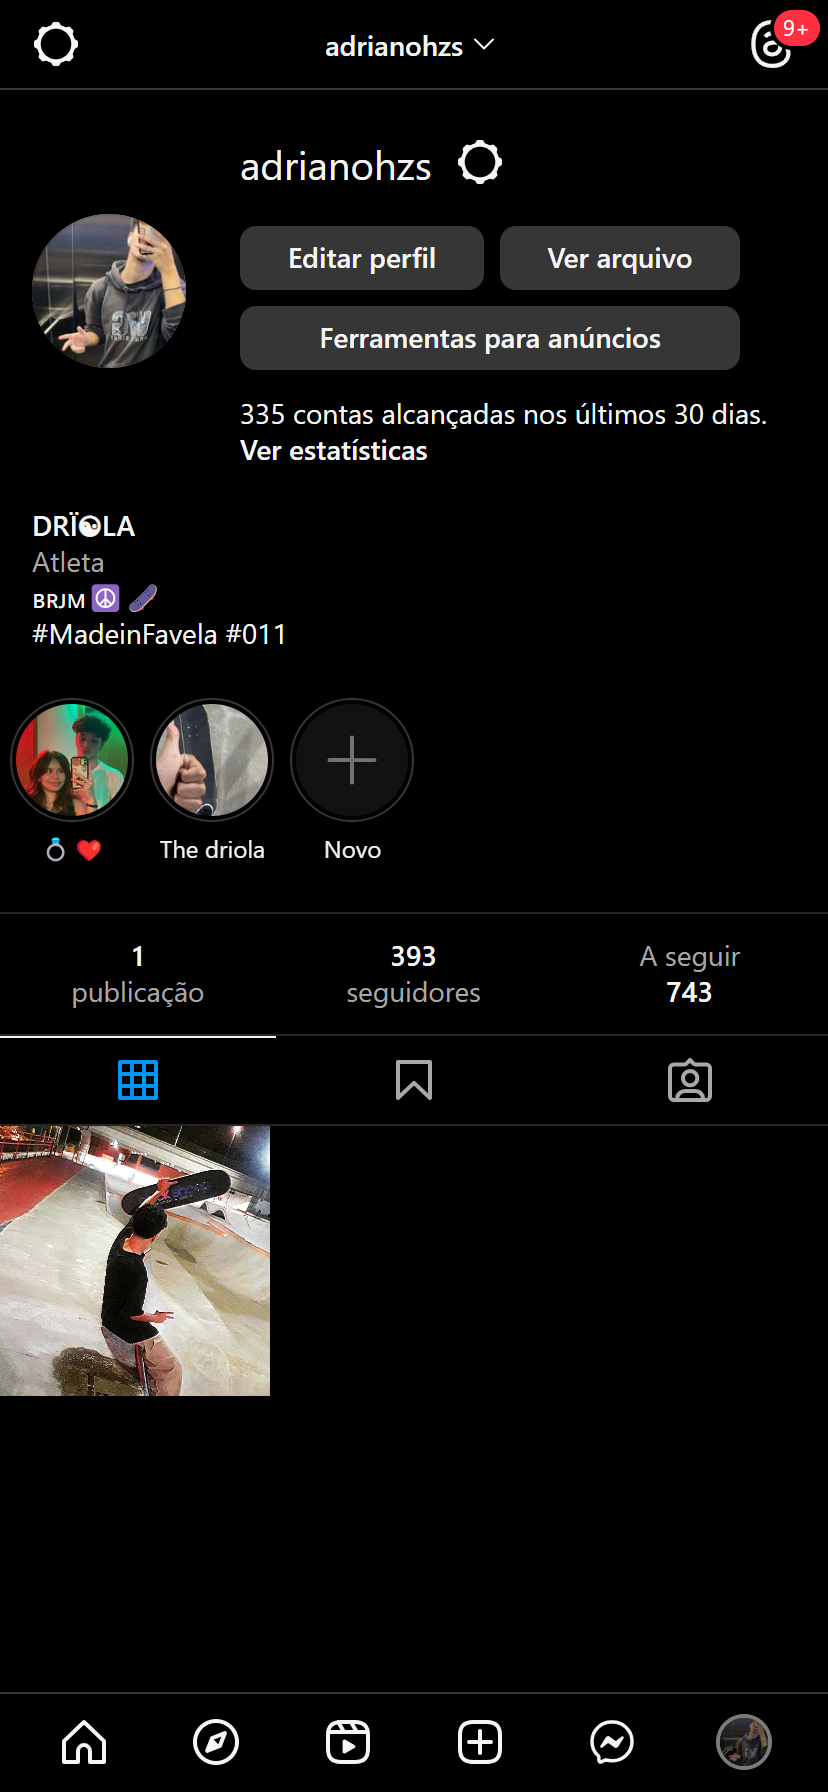 adrianohzs
9+
adrianohzs
Editar perfil
Ver arquivo
Ferramentas para anúncios
335 contas alcançadas nos últimos 30 dias.
Ver estatísticas
DRÏ☯LA
Atleta
ʙʀᴊᴍ ☮️ 🛹
#MadeinFavela #011
💍 ❤️
The driola
Novo
1
publicação
393
seguidores
A seguir
743